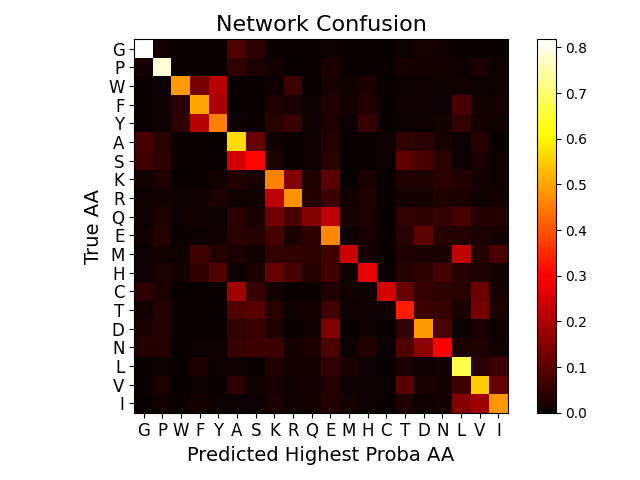 Network Confusion
True AA
G
P
W
F
Y
A
S
K
R
Q
E
M
H
C
T
D
N
L
V
I
G P W F Y A S K R Q E M H C T D N L V I
Predicted Highest Proba AA
0.8
0.7
0.6
0.5
0.4
0.3
0.2
0.1
0.0